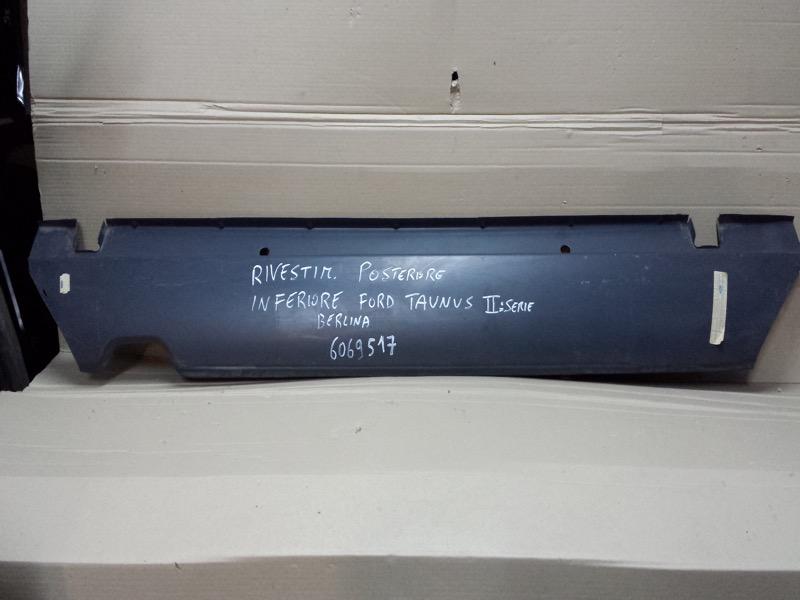 RIVESTIM. POSTERIORE
INFERIORE FORD TAUNUS II:SERIE
BERLINA
6069517